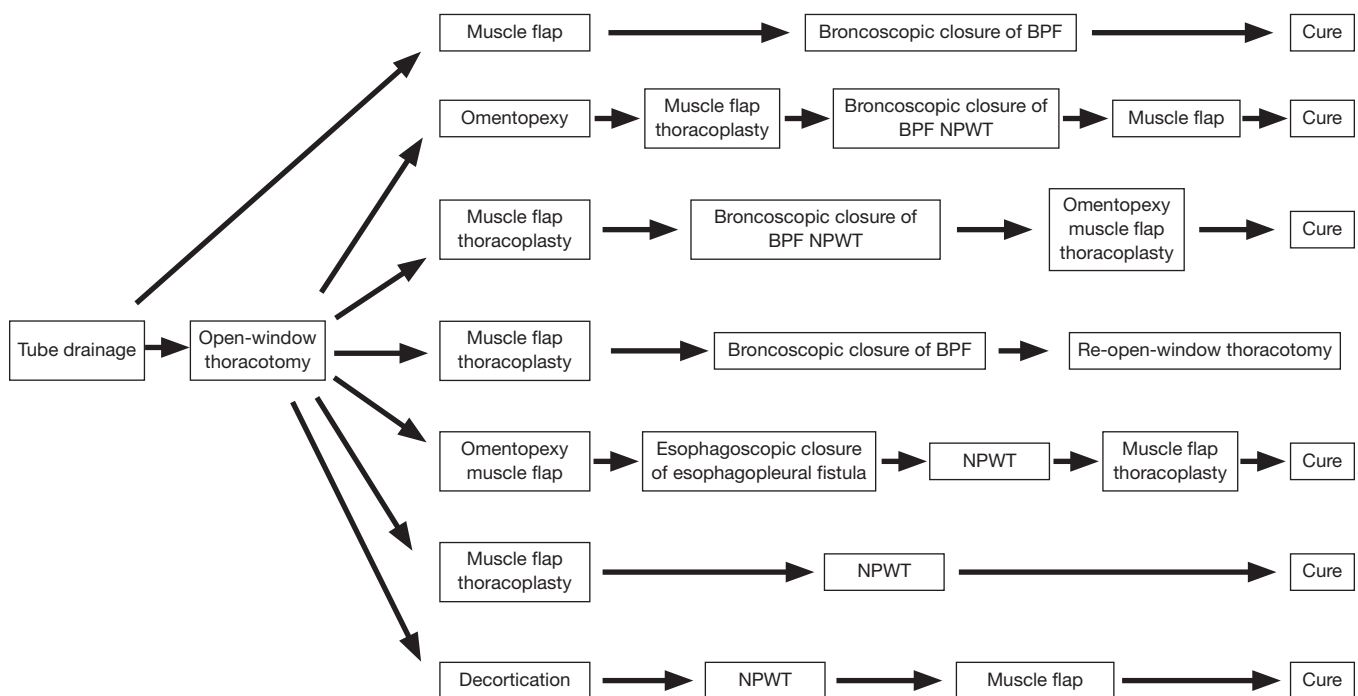 Muscle flap
Broncoscopic closure of BPF
Cure
Omentopexy
Muscle flap
thoracoplasty
Broncoscopic closure of
BPF NPWT
Muscle flap
Cure
Muscle flap
thoracoplasty
Broncoscopic closure of
BPF NPWT
Omentopexy
muscle flap
thoracoplasty
Cure
Tube drainage
Open-window
thoracotomy
Muscle flap
thoracoplasty
Broncoscopic closure of BPF
Re-open-window thoracotomy
Omentopexy
muscle flap
Esophagoscopic closure
of esophagopleural fistula
NPWT
Muscle flap
thoracoplasty
Cure
Muscle flap
thoracoplasty
NPWT
Cure
Decortication
NPWT
Muscle flap
Cure